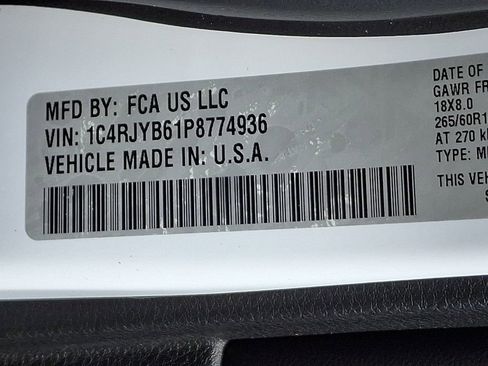 MFD BY: FCA US LLC
VIN: 1C4RJYB61P8774936
VEHICLE MADE IN: U.S.A.
DATE OF
GAWR FR
18X8.0
265/60R1
AT 270 k
TYPE:
THIS VEH